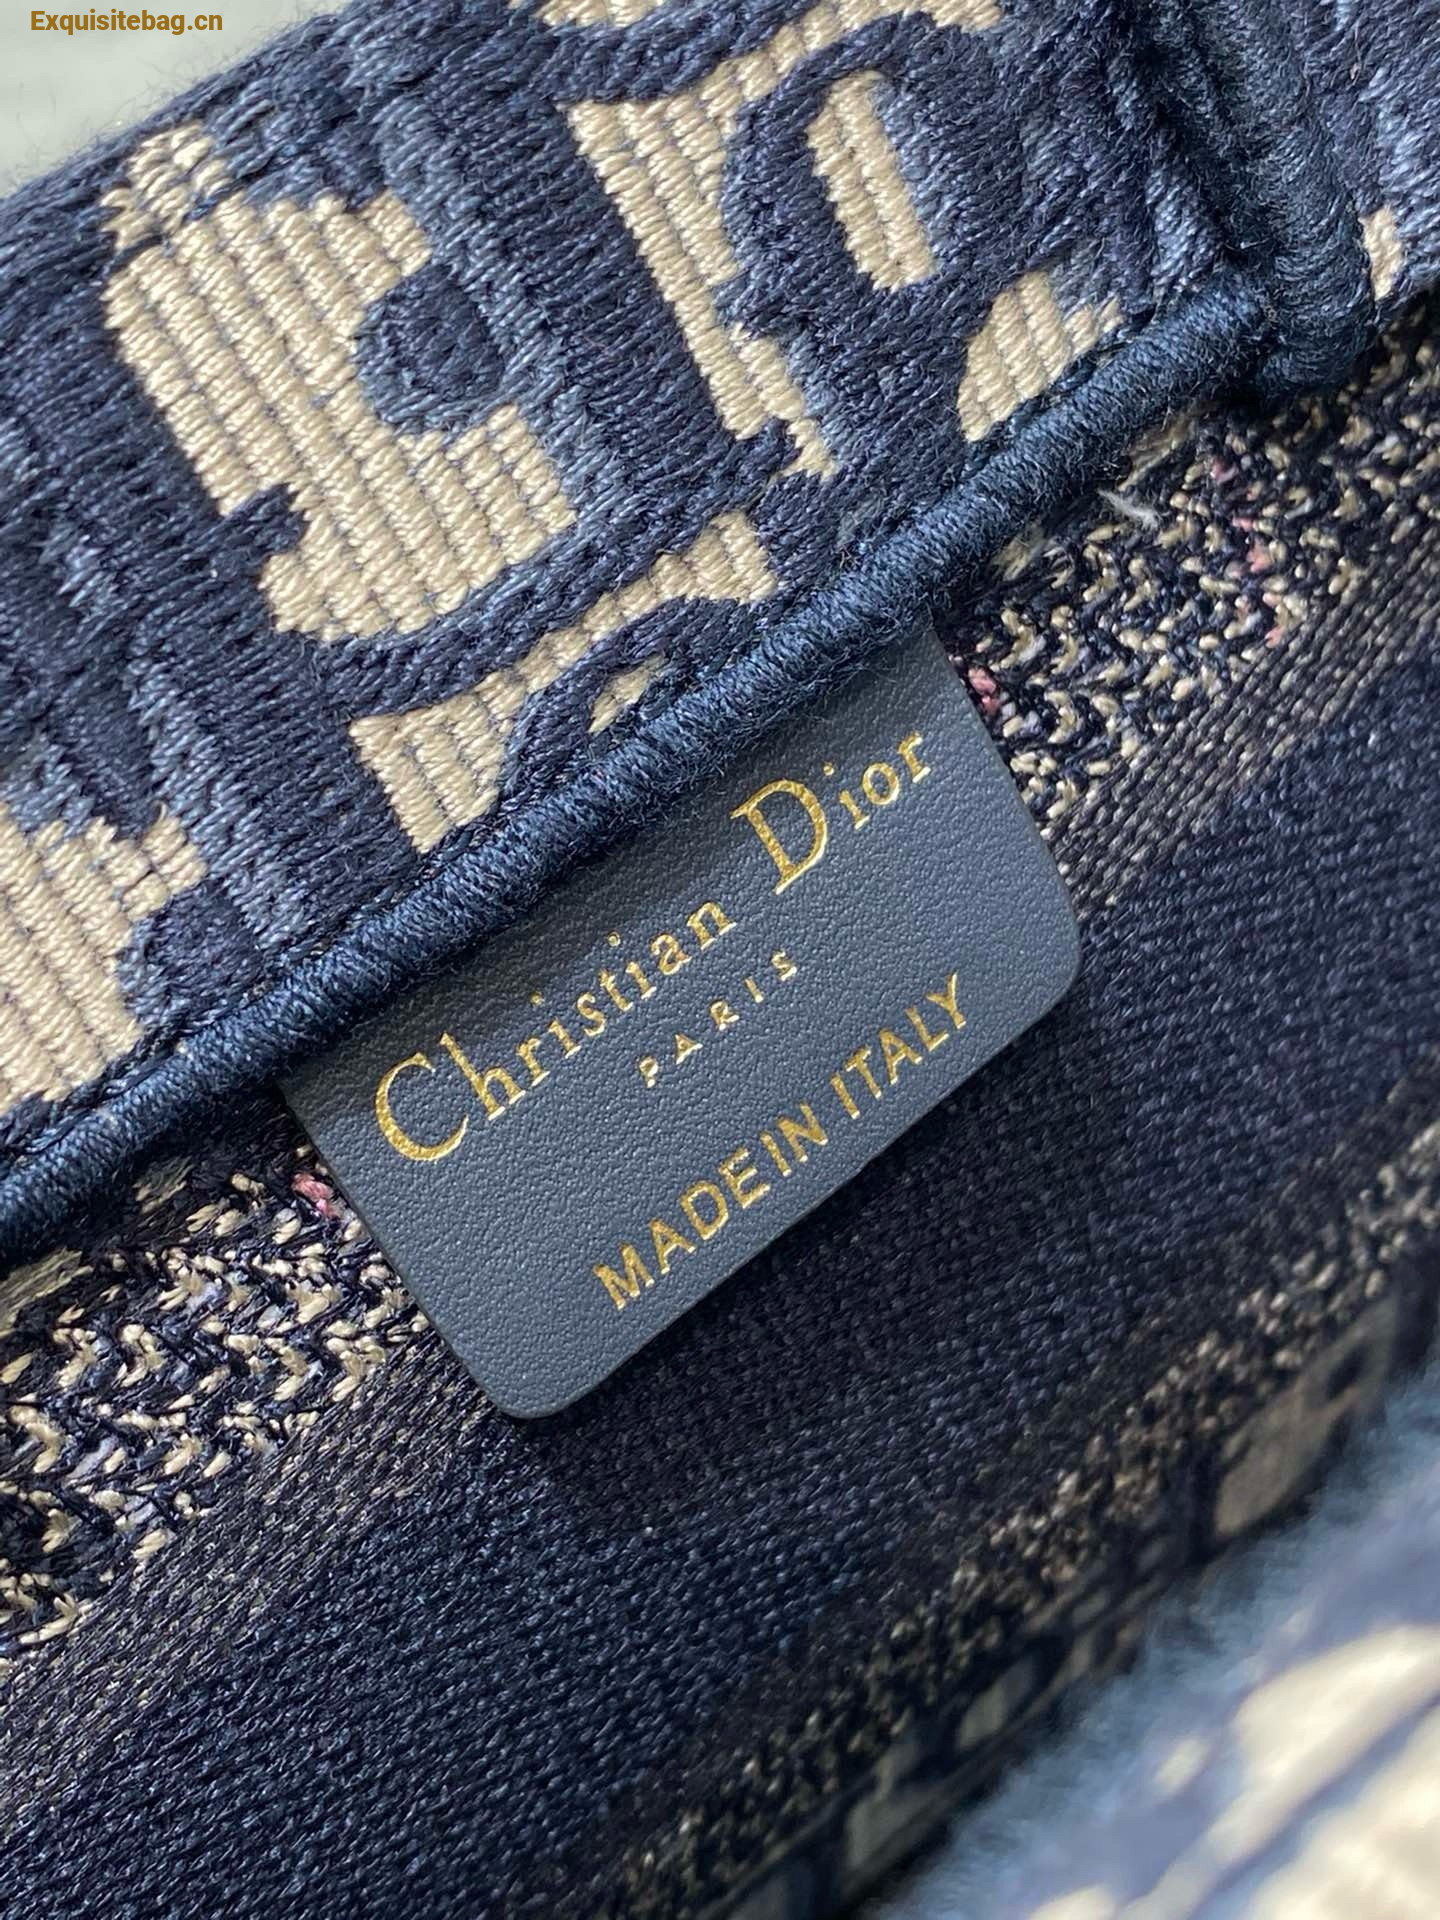 Exquisitebag.cn
Christian Dior
PARIS
MADE IN ITALY